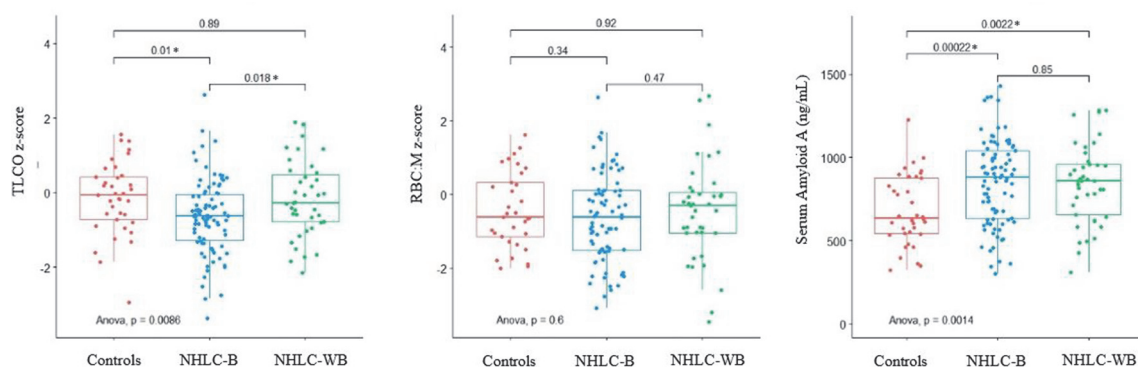 TLCO z-score
4
2
0
-2
0.89
0.01 *
0.018 *
Anova, p = 0.0086
Controls NHLC-B NHLC-WB
RBC:M z-score
4
2
0
-2
0.92
0.34
0.47
Anova, p = 0.6
Controls NHLC-B NHLC-WB
Serum Amyloid A (ng/mL)
1500
1000
500
0
0.0022 *
0.00022 *
0.85
Anova, p = 0.0014
Controls NHLC-B NHLC-WB